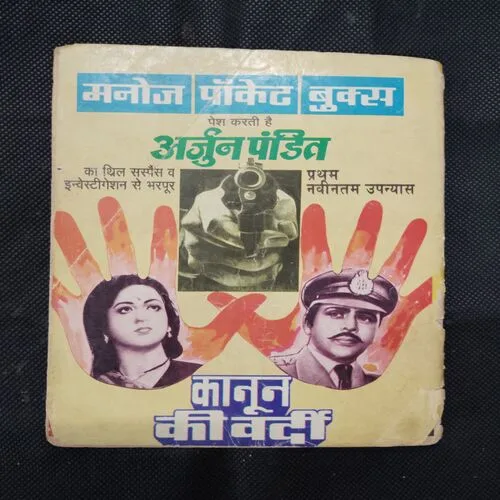 मनोज पॉकेट बुक्स
पेश करती है
अर्जुन पंडित
का थ्रिल सस्पैंस व
इन्वेस्टीगेशन से भरपूर
प्रथम
नवीनतम उपन्यास
कानून
की वर्दी